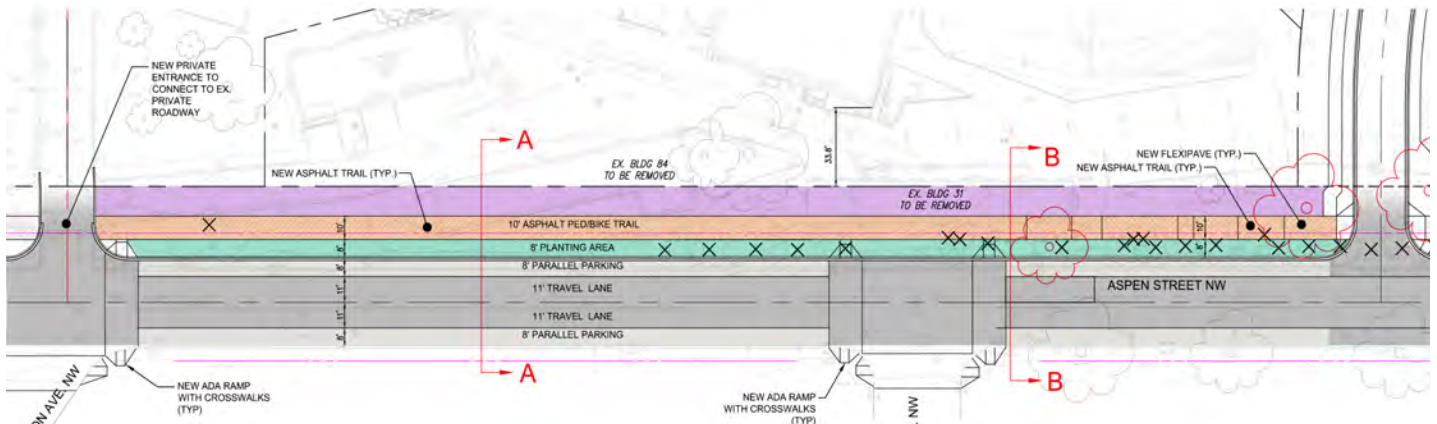 NEW PRIVATE
ENTRANCE TO
CONNECT TO EX.
PRIVATE
ROADWAY
A
B
33.8'
NEW FLEXIPAVE (TYP.)
NEW ASPHALT TRAIL (TYP.)
EX. BLDG 84
TO BE REMOVED
NEW ASPHALT TRAIL (TYP.)
EX. BLDG 31
TO BE REMOVED
10'
10' ASPHALT PED/BIKE TRAIL
10'
8'
8' PLANTING AREA
8'
8'
8' PARALLEL PARKING
11'
11' TRAVEL LANE
ASPEN STREET NW
11'
11' TRAVEL LANE
8'
8' PARALLEL PARKING
A
B
NEW ADA RAMP
WITH CROSSWALKS
(TYP)
NEW ADA RAMP
WITH CROSSWALKS
(TYP)
ON AVE. NW
NW